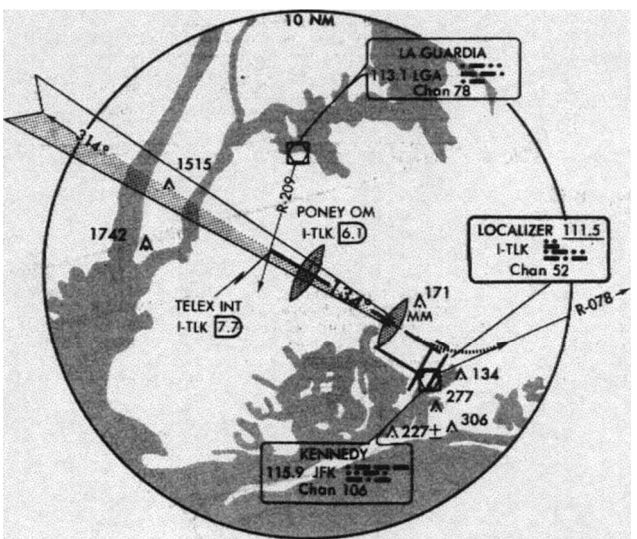 10 NM
LA GUARDIA
113.1 LGA
Chan 78
314°
1515
R-209
PONEY OM
I-TLK 6.1
1742
LOCALIZER 111.5
I-TLK
Chan 52
134°
171
MM
R-078
TELEX INT
I-TLK 7.7
134
277
306
227±
KENNEDY
115.9 JFK
Chan 106